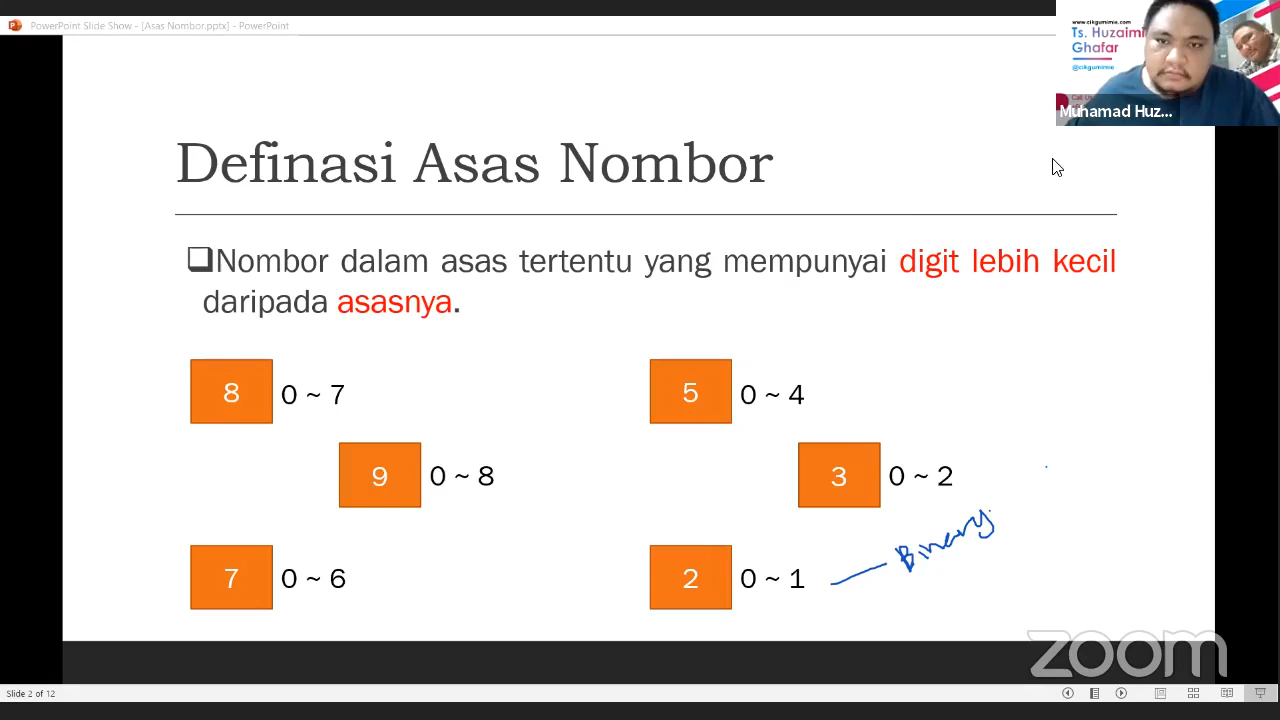 PowerPoint Slide Show - [Asas Nombor.pptx] - PowerPoint
www.cikgumimie.com
Ts. Huzaimi
Ghafar
@cikgumimie
Call Us
Muhamad Huz...
Definasi Asas Nombor
Nombor dalam asas tertentu yang mempunyai digit lebih kecil
daripada asasnya.
8 0 ~ 7
5 0 ~ 4
9 0 ~ 8
3 0 ~ 2
7 0 ~ 6
2 0 ~ 1
Binary
zoom
Slide 2 of 12